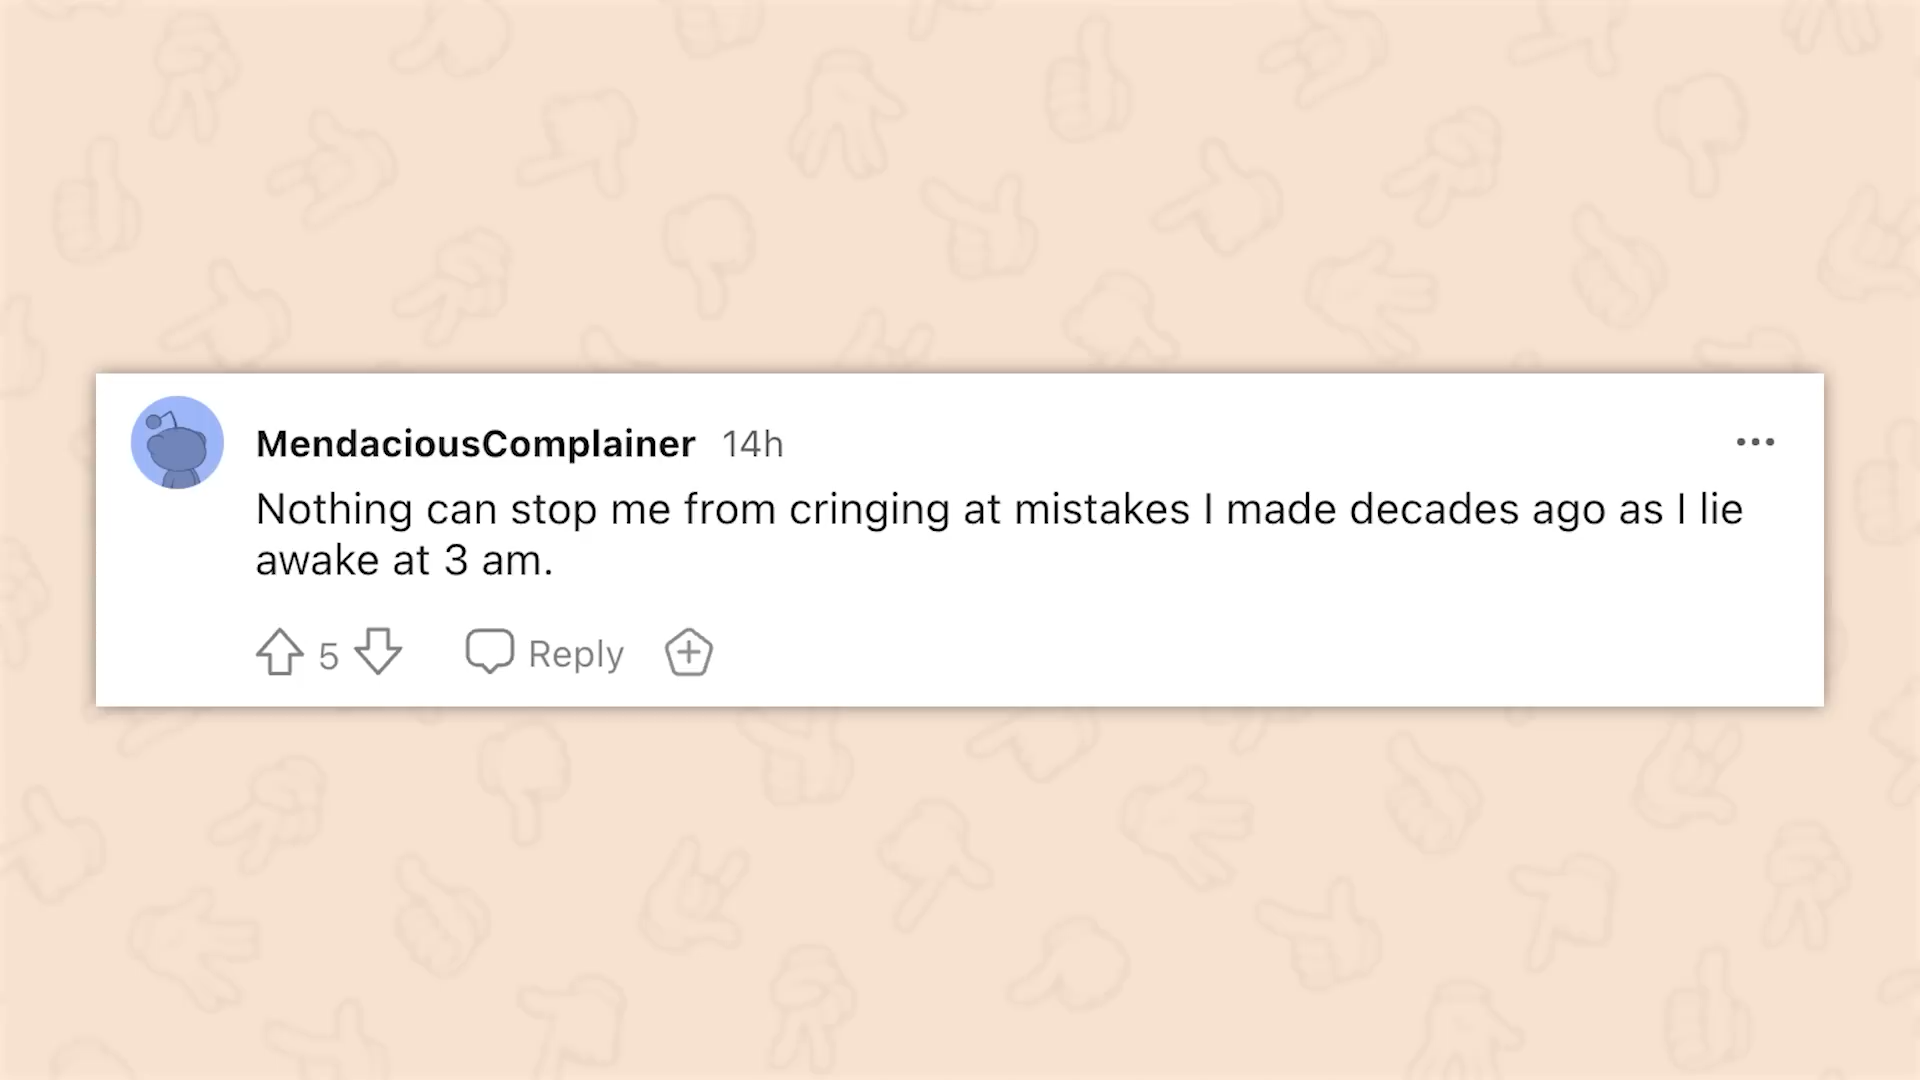 MendaciousComplainer 14h
Nothing can stop me from cringing at mistakes I made decades ago as I lie
awake at 3 am.
5 Reply